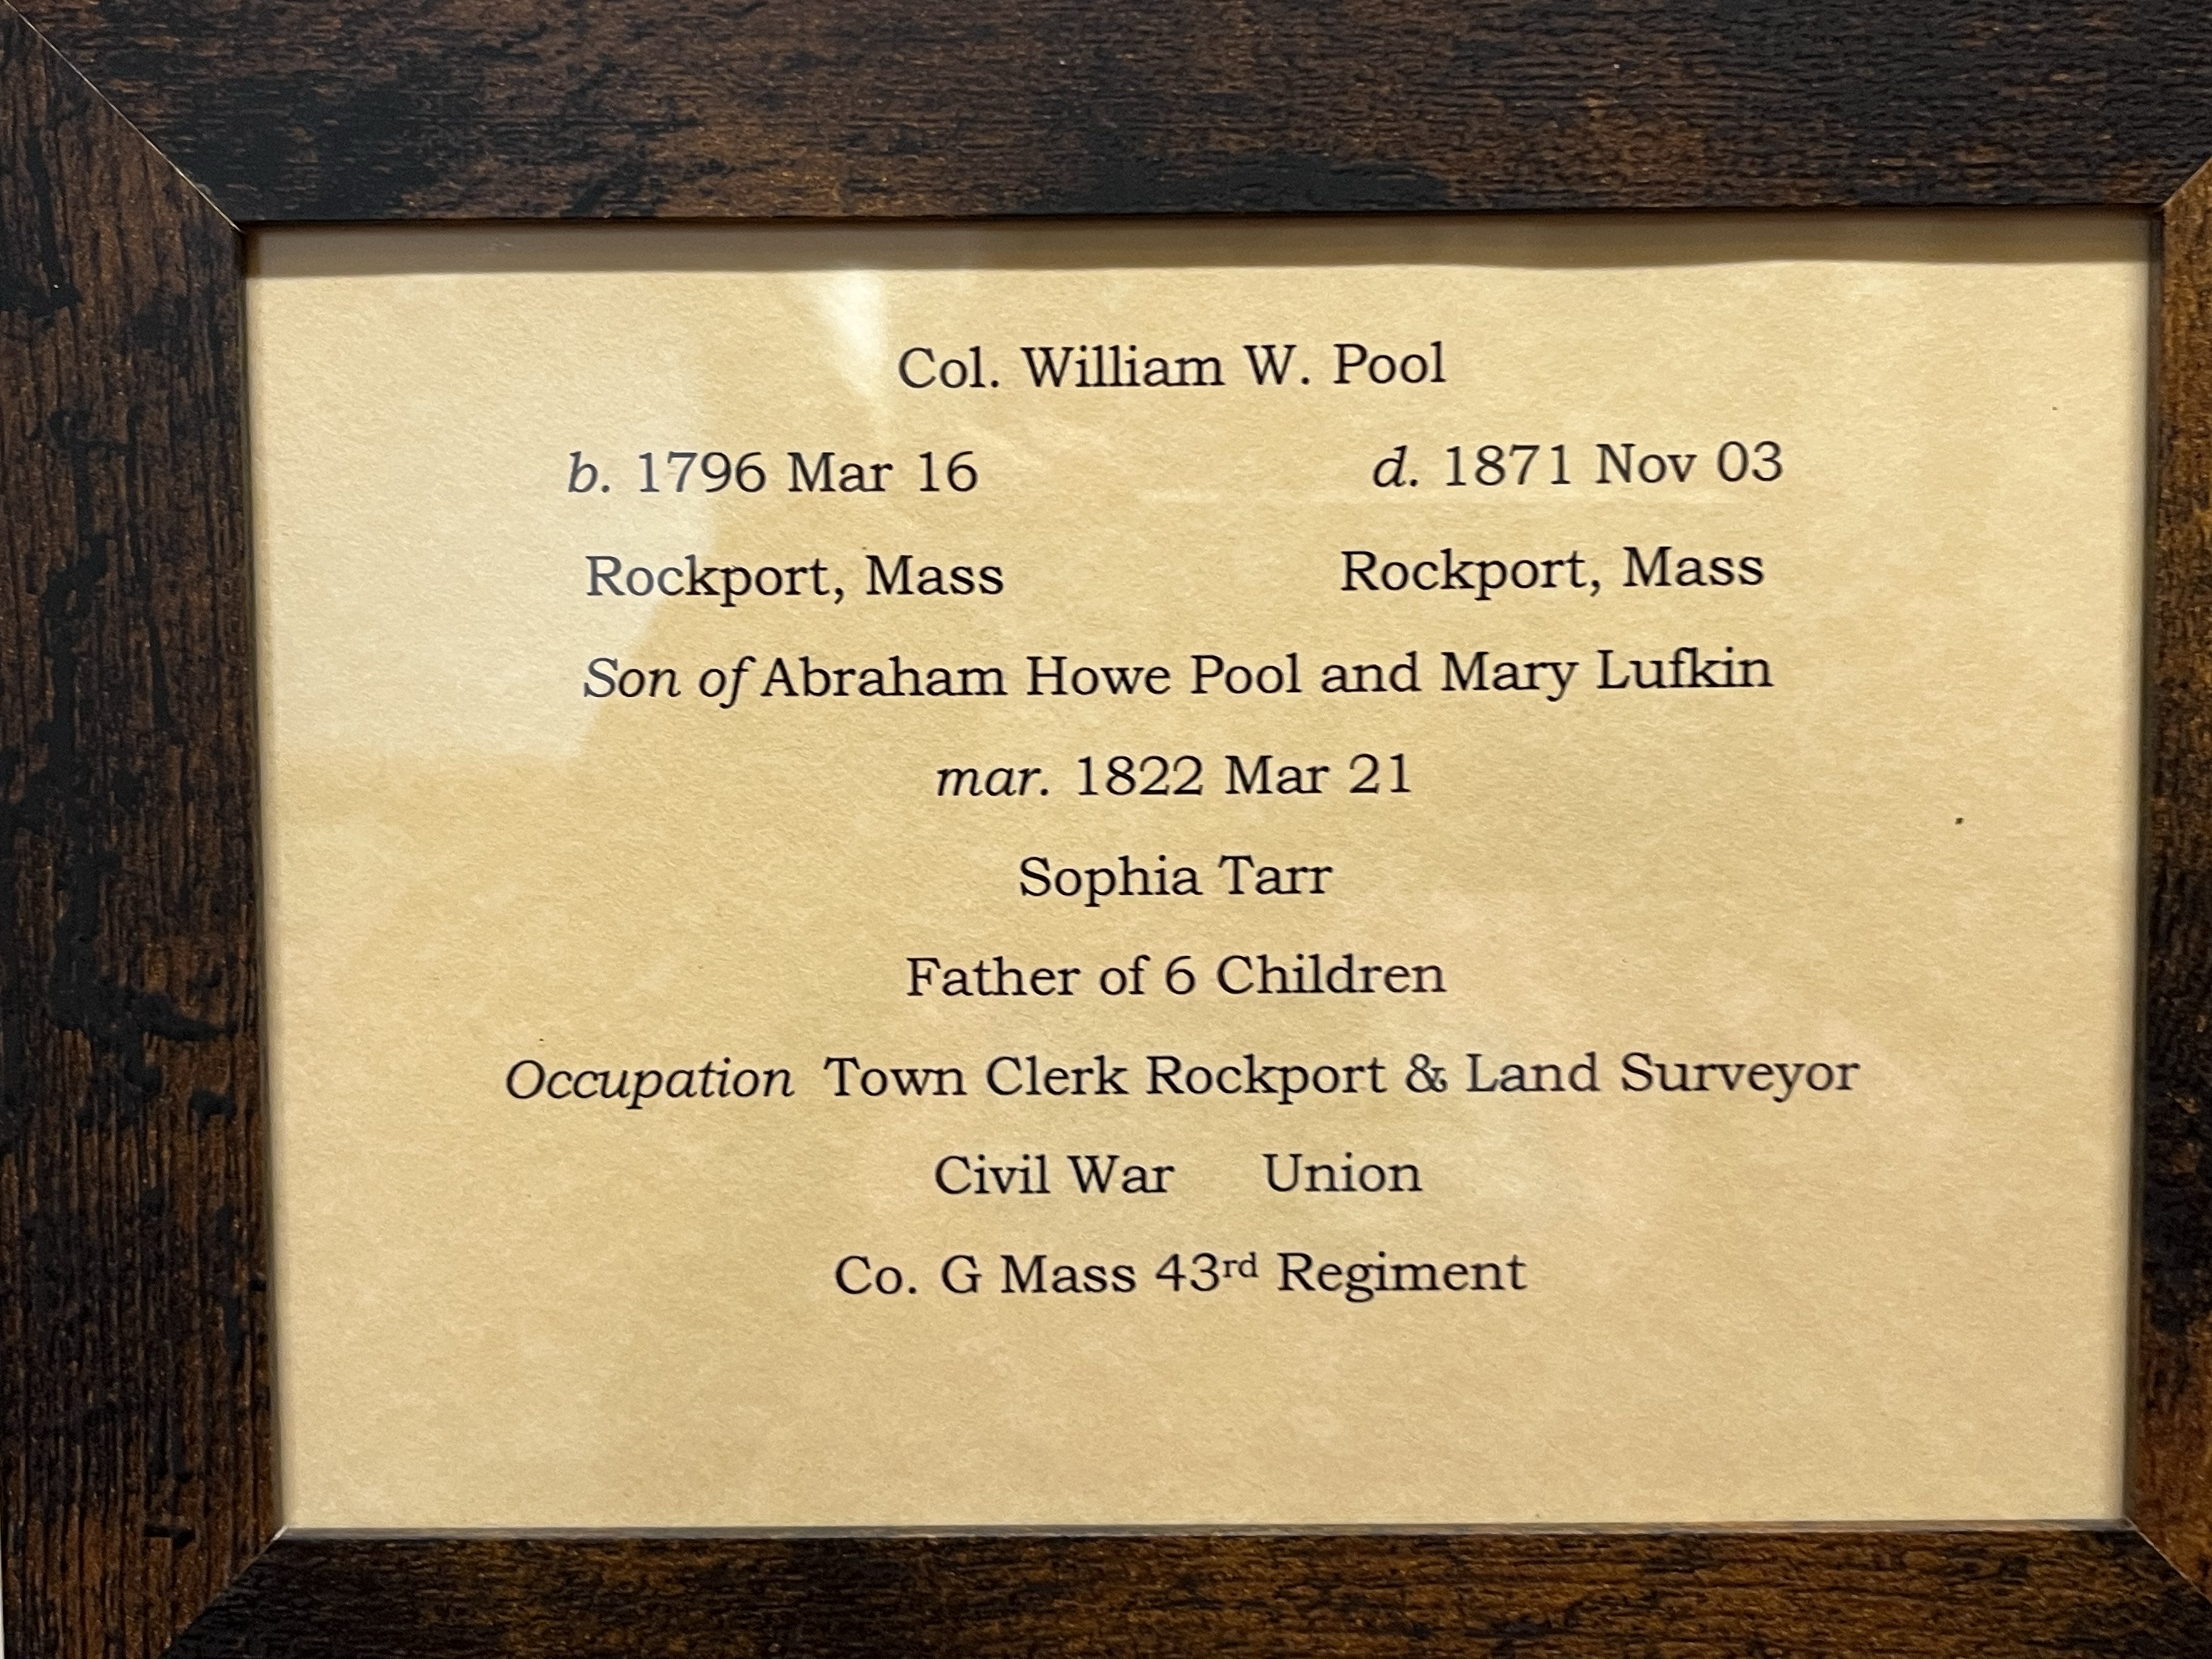 Col. William W. Pool
b. 1796 Mar 16 d. 1871 Nov 03
Rockport, Mass Rockport, Mass
Son of Abraham Howe Pool and Mary Lufkin
mar. 1822 Mar 21
Sophia Tarr
Father of 6 Children
Occupation Town Clerk Rockport & Land Surveyor
Civil War Union
Co. G Mass 43rd Regiment